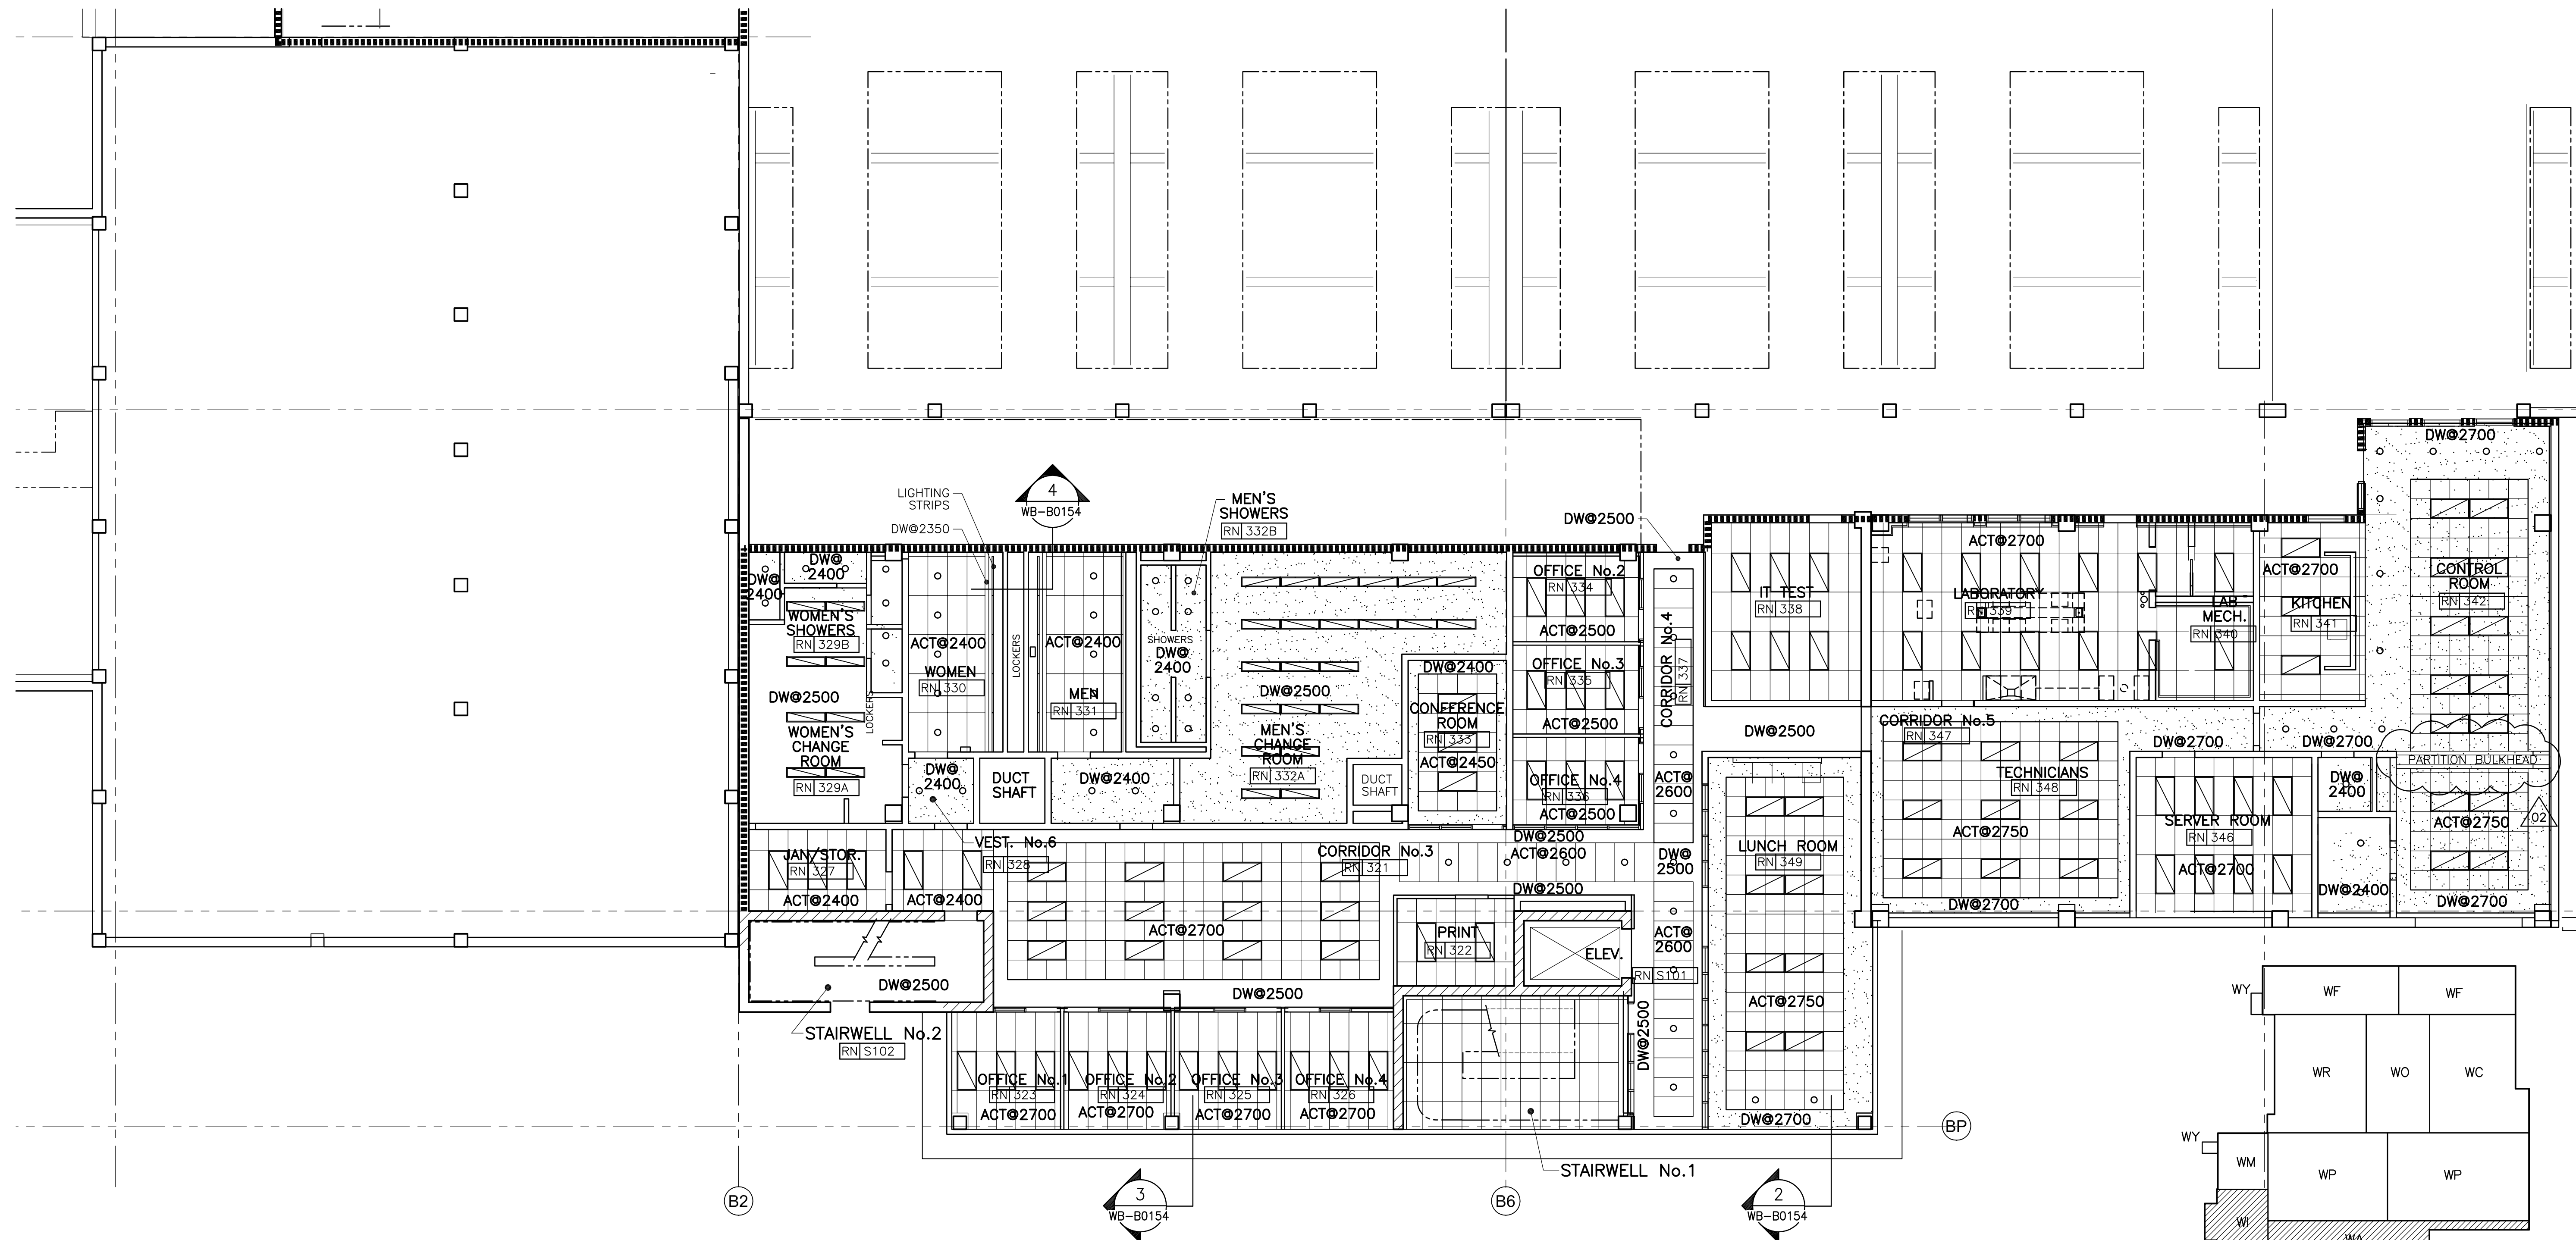 LIGHTING
STRIPS
DW@2350
4
WB-B0154
MEN'S
SHOWERS
RN 332B
DW@2500
DW@2700
DW@
2400
DW@
2400
WOMEN'S
SHOWERS
RN 329B
DW@2500
LOCKERS
WOMEN'S
CHANGE
ROOM
RN 329A
ACT@2400
WOMEN
RN 330
LOCKERS
ACT@2400
MEN
RN 331
SHOWERS
DW@
2400
DW@2500
MEN'S
CHANGE
ROOM
RN 332A
DW@
2400
DUCT
SHAFT
DW@2400
DUCT
SHAFT
DW@2400
CONFERENCE
ROOM
RN 333
ACT@2450
OFFICE No.2
RN 334
ACT@2500
OFFICE No.3
RN 335
ACT@2500
OFFICE No.4
RN 336
ACT@2500
CORRIDOR No.4
RN 337
ACT@
2600
IT TEST
RN 338
DW@2500
ACT@2700
LABORATORY
RN 339
LAB
MECH.
RN 340
ACT@2700
KITCHEN
RN 341
CONTROL
ROOM
RN 342
CORRIDOR No.5
RN 347
DW@2700
DW@2700
PARTITION BULKHEAD
TECHNICIANS
RN 348
ACT@2750
DW@2700
SERVER ROOM
RN 346
ACT@2700
DW@
2400
DW@2400
ACT@2750
02
DW@2700
JAN/STOR.
RN 327
ACT@2400
VEST. No.6
RN 328
ACT@2400
CORRIDOR No.3
RN 321
DW@2500
ACT@2600
DW@2500
DW@
2500
ACT@2700
DW@2500
PRINT
RN 322
ELEV.
RN S101
ACT@
2600
DW@2500
LUNCH ROOM
RN 349
ACT@2750
DW@2700
DW@2500
STAIRWELL No.2
RN S102
OFFICE No.1
RN 323
ACT@2700
OFFICE No.2
RN 324
ACT@2700
OFFICE No.3
RN 325
ACT@2700
OFFICE No.4
RN 326
ACT@2700
STAIRWELL No.1
BP
B2
3
WB-B0154
B6
2
WB-B0154
WY
WF
WF
WR
WO
WC
WY
WM
WP
WP
WI
WA